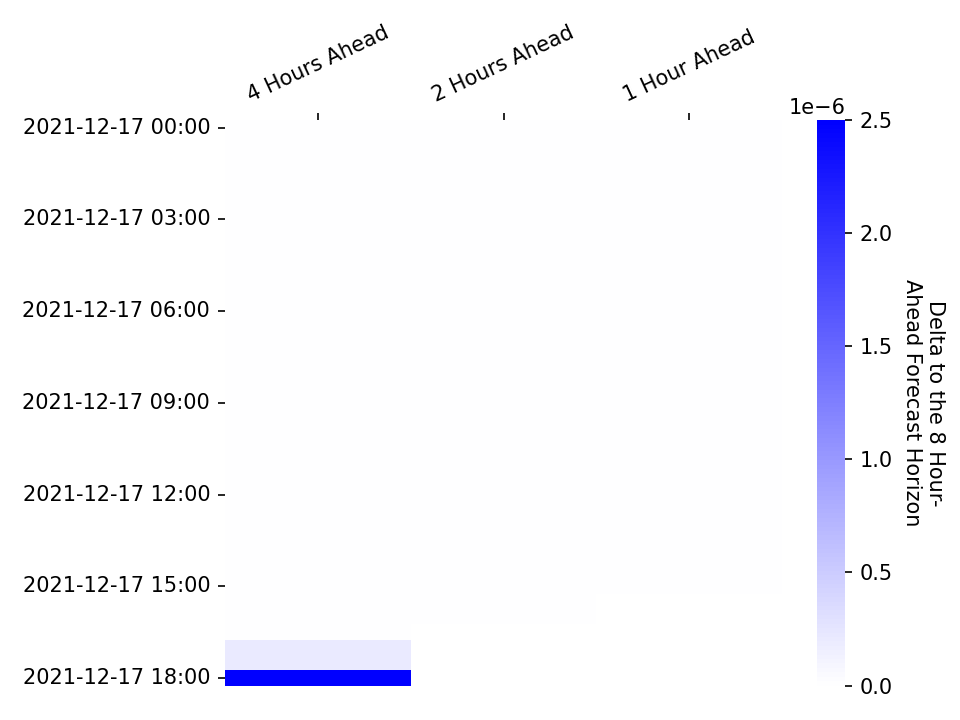 4 Hours Ahead
2 Hours Ahead
1 Hour Ahead
1e−6
2021-12-17 00:00
2021-12-17 03:00
2021-12-17 06:00
2021-12-17 09:00
2021-12-17 12:00
2021-12-17 15:00
2021-12-17 18:00
2.5
2.0
1.5
1.0
0.5
0.0
Delta to the 8 Hour-
Ahead Forecast Horizon